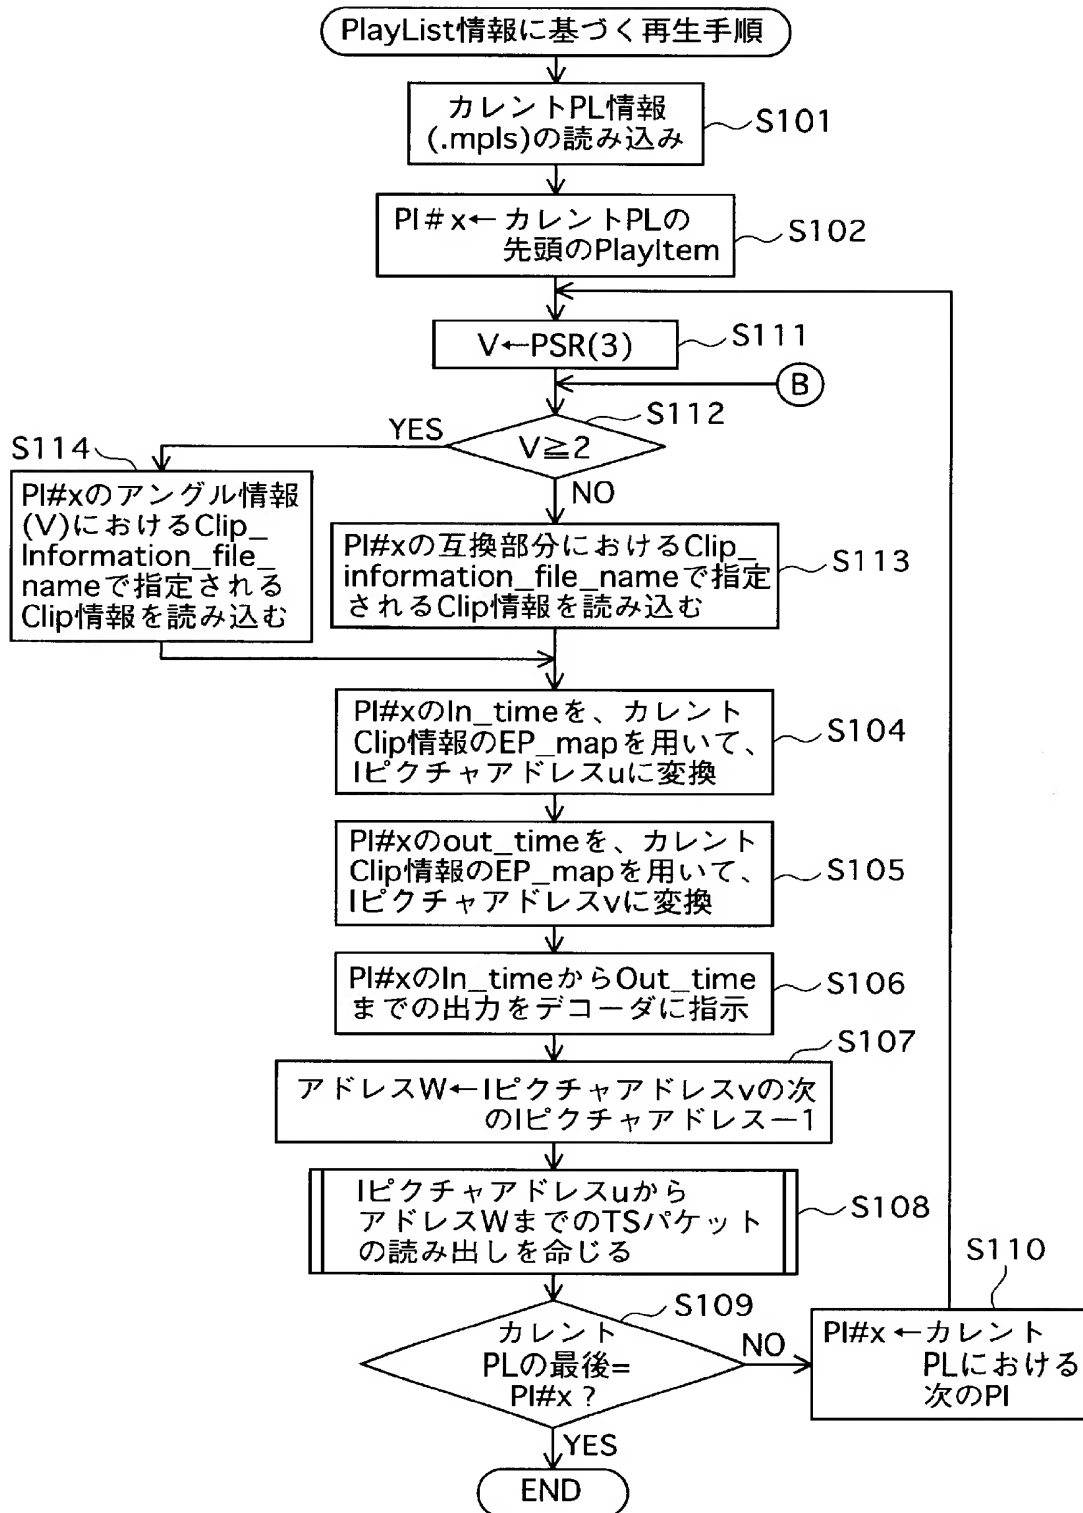 PlayList情報に基づく再生手順
カレントPL情報
(.mpls)の読み込み
S101
PI#x←カレントPLの
先頭のPlayItem
S102
V←PSR(3)
S111
B
S112
V≧2
YES
NO
S114
PI#xのアングル情報
(V)におけるClip_
Information_file_
nameで指定される
Clip情報を読み込む
PI#xの互換部分におけるClip_
information_file_nameで指定
されるClip情報を読み込む
S113
PI#xのIn_timeを、カレント
Clip情報のEP_mapを用いて、
Iピクチャアドレスuに変換
S104
PI#xのout_timeを、カレント
Clip情報のEP_mapを用いて、
Iピクチャアドレスvに変換
S105
PI#xのIn_timeからOut_time
までの出力をデコーダに指示
S106
S107
アドレスW←Iピクチャアドレスvの次
のIピクチャアドレス－1
Iピクチャアドレスuから
アドレスWまでのTSパケット
の読み出しを命じる
S108
S109
カレント
PLの最後=
PI#x ?
NO
YES
S110
PI#x←カレント
PLにおける
次のPI
END